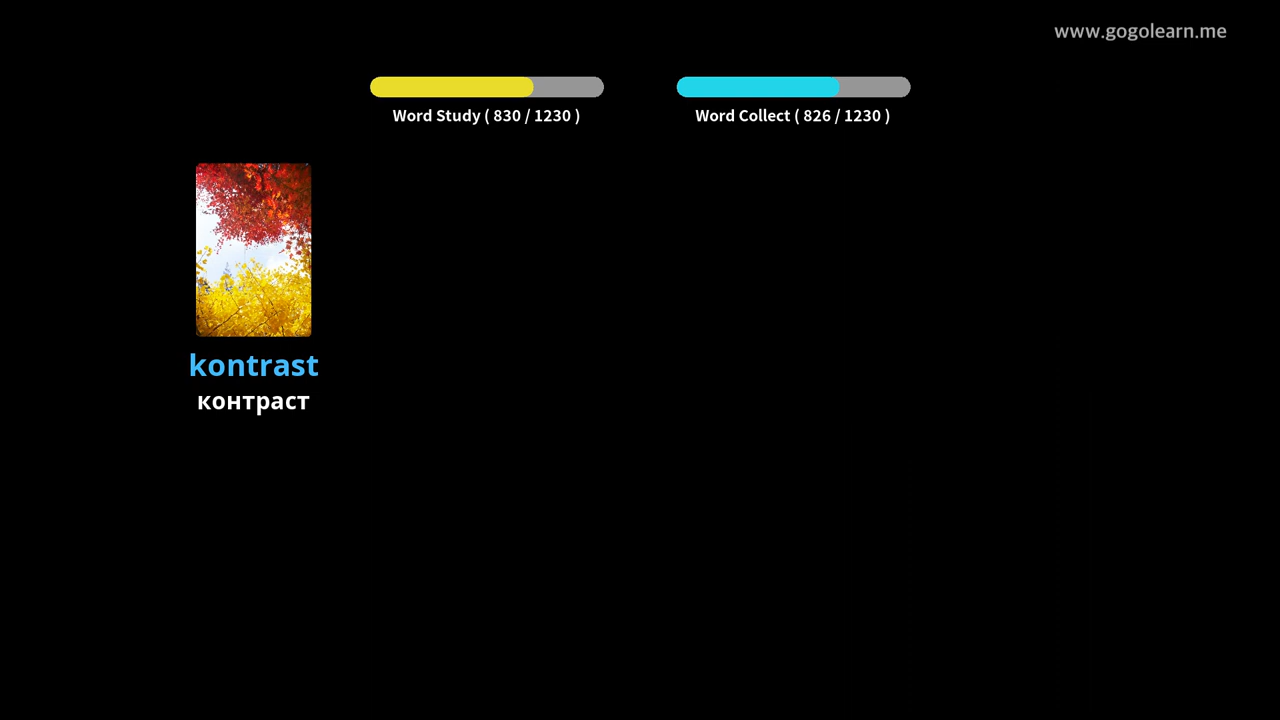 www.gogolearn.me
Word Study ( 830 / 1230 )
Word Collect ( 826 / 1230 )
kontrast
контраст